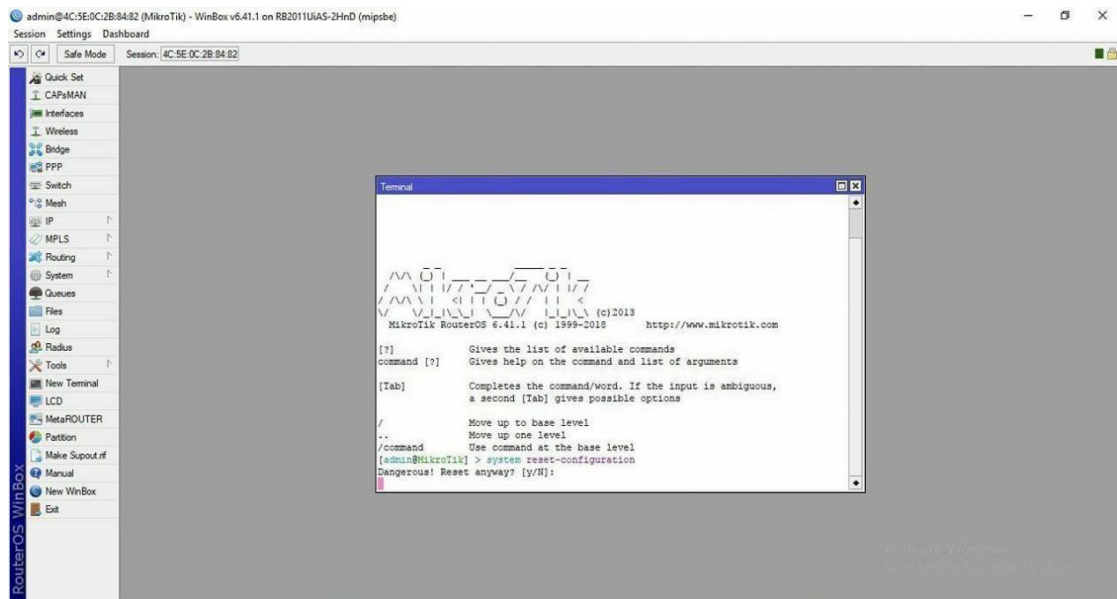 admin@4C:5E:0C:2B:84:82 (MikroTik) - WinBox v6.41.1 on RB2011UiAS-2HnD (mipsbe)
Session Settings Dashboard
Safe Mode Session: 4C:5E:0C:2B:84:82
Quick Set
CAPsMAN
Interfaces
Wireless
Bridge
PPP
Switch
Mesh
IP
MPLS
Routing
System
Queues
Files
Log
Radius
Tools
New Terminal
LCD
MetaROUTER
Partition
Make Supout.rif
Manual
New WinBox
Exit
RouterOS WinBox
Terminal
MikroTik
(c)2013
MikroTik RouterOS 6.41.1 (c) 1999-2018 http://www.mikrotik.com
[?] Gives the list of available commands
command [?] Gives help on the command and list of arguments
[Tab] Completes the command/word. If the input is ambiguous,
a second [Tab] gives possible options
/ Move up to base level
.. Move up one level
/command Use command at the base level
[admin@MikroTik] > system reset-configuration
Dangerous! Reset anyway? [y/N]:
Activate Windows